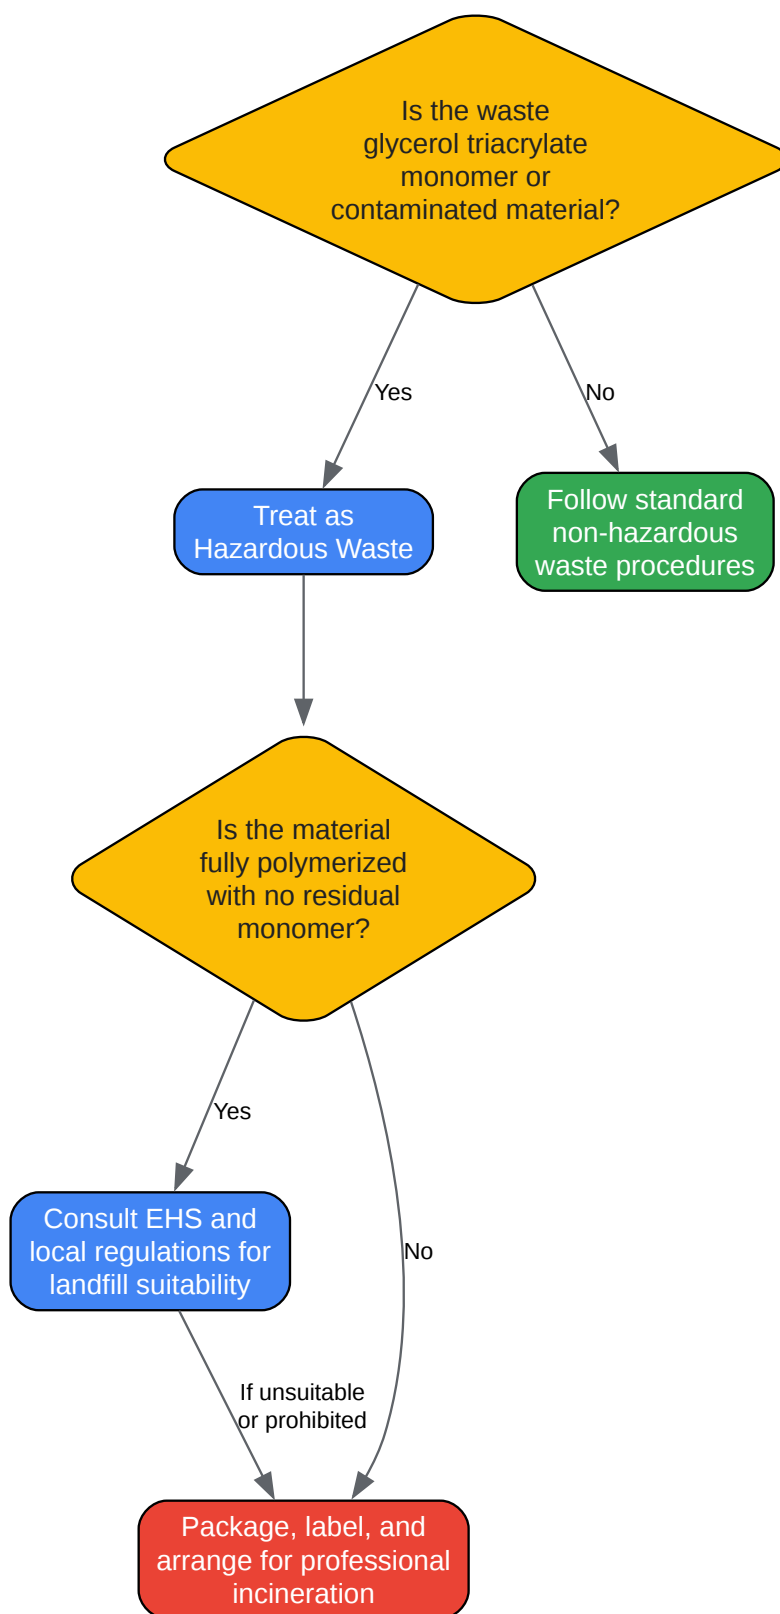 Is the waste
glycerol triacrylate
monomer or
contaminated material?
Yes
No
Treat as
Hazardous Waste
Follow standard
non-hazardous
waste procedures
Is the material
fully polymerized
with no residual
monomer?
Yes
No
Consult EHS and
local regulations for
landfill suitability
If unsuitable
or prohibited
Package, label, and
arrange for professional
incineration